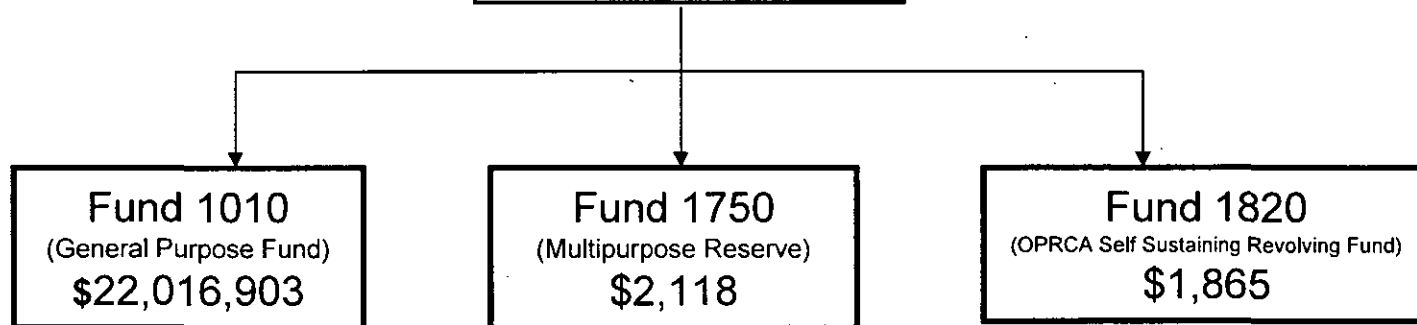 Fund 1010
(General Purpose Fund)
$22,016,903
Fund 1750
(Multipurpose Reserve)
$2,118
Fund 1820
(OPRCA Self Sustaining Revolving Fund)
$1,865